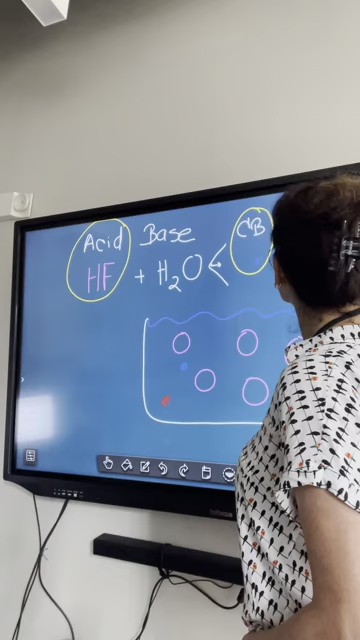 Acid Base CB
HF + H₂O <